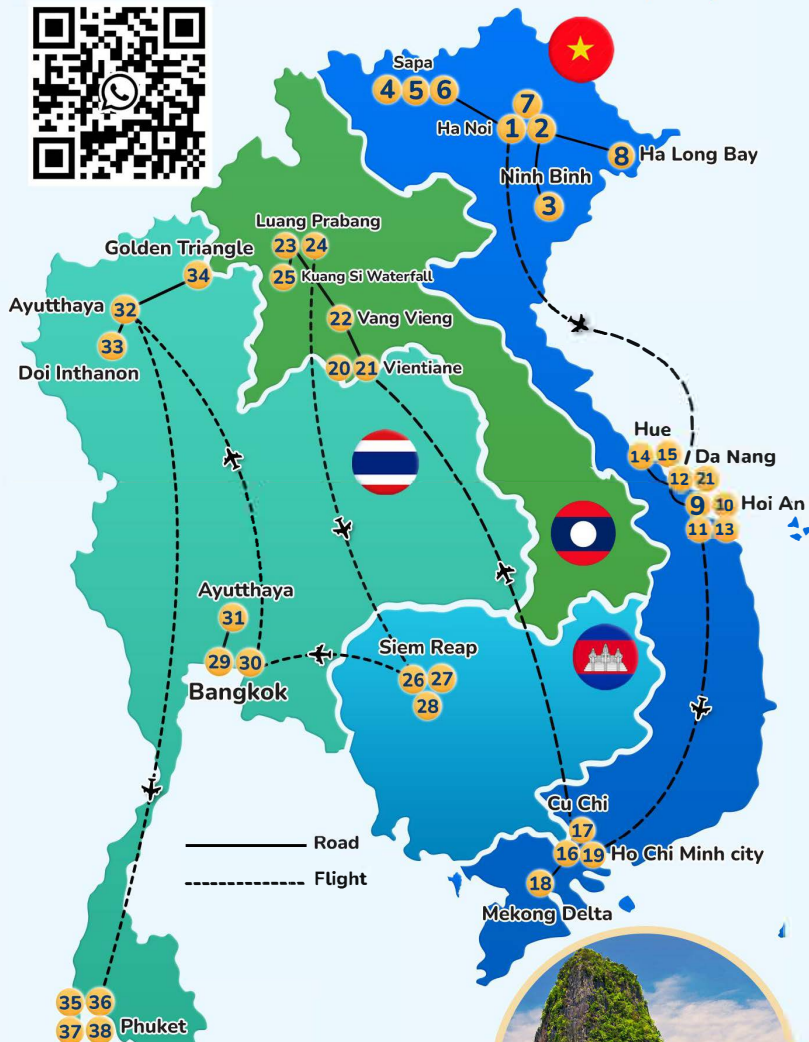 Sapa
4 5 6
7
Ha Noi 1 2
8 Ha Long Bay
Ninh Binh
3
Luang Prabang
23 24
Golden Triangle
34
25 Kuang Si Waterfall
Ayutthaya 32
22 Vang Vieng
33
Doi Inthanon
20 21 Vientiane
Hue
14 15
Da Nang
12 21
9 10 Hoi An
11 13
Ayutthaya
31
29 30
Bangkok
Siem Reap
26 27
28
Cu Chi
17
16 19 Ho Chi Minh city
18
Mekong Delta
Road
Flight
35 36
37 38 Phuket